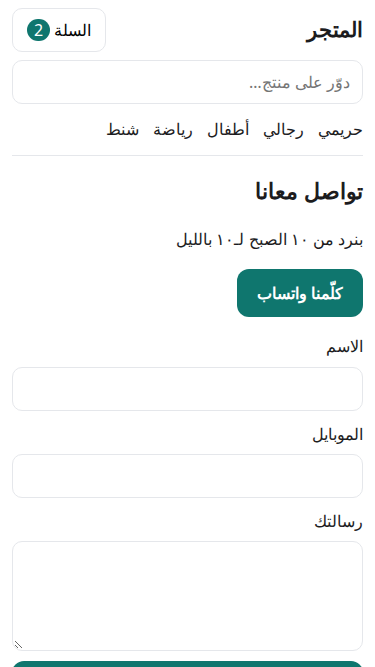 المتجر
السلة 2
دوّر على منتج...
حريمي رجالي أطفال رياضة شنط
تواصل معانا
بنرد من ١٠ الصبح لـ١٠ بالليل
كلّمنا واتساب
الاسم
الموبايل
رسالتك